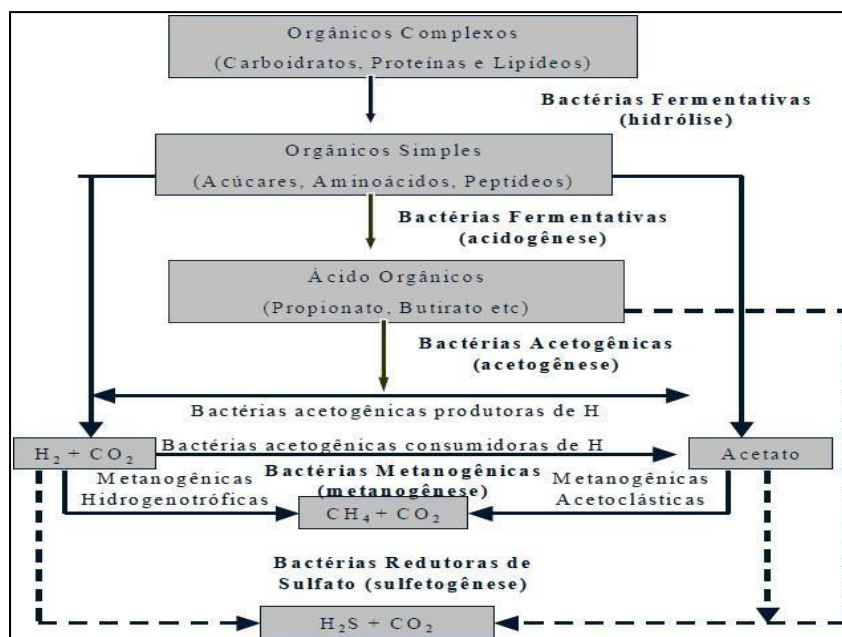 Orgânicos Complexos
(Carboidratos, Proteínas e Lipídeos)
Bactérias Fermentativas
(hidrólise)
Orgânicos Simples
(Acúcares, Aminoácidos, Peptídeos)
Bactérias Fermentativas
(acidogênese)
Ácido Orgânicos
(Propionato, Butirato etc)
Bactérias Acetogênicas
(acetogênese)
Bactérias acetogênicas produtoras de H
H₂ + CO₂
Bactérias acetogênicas consumidoras de H
Acetato
Metanogênicas
Hidrogenotróficas
Bactérias Metanogênicas
(metanogênese)
Metanogênicas
Acetoclásticas
CH₄ + CO₂
Bactérias Redutoras de
Sulfato (sulfetogênese)
H₂S + CO₂